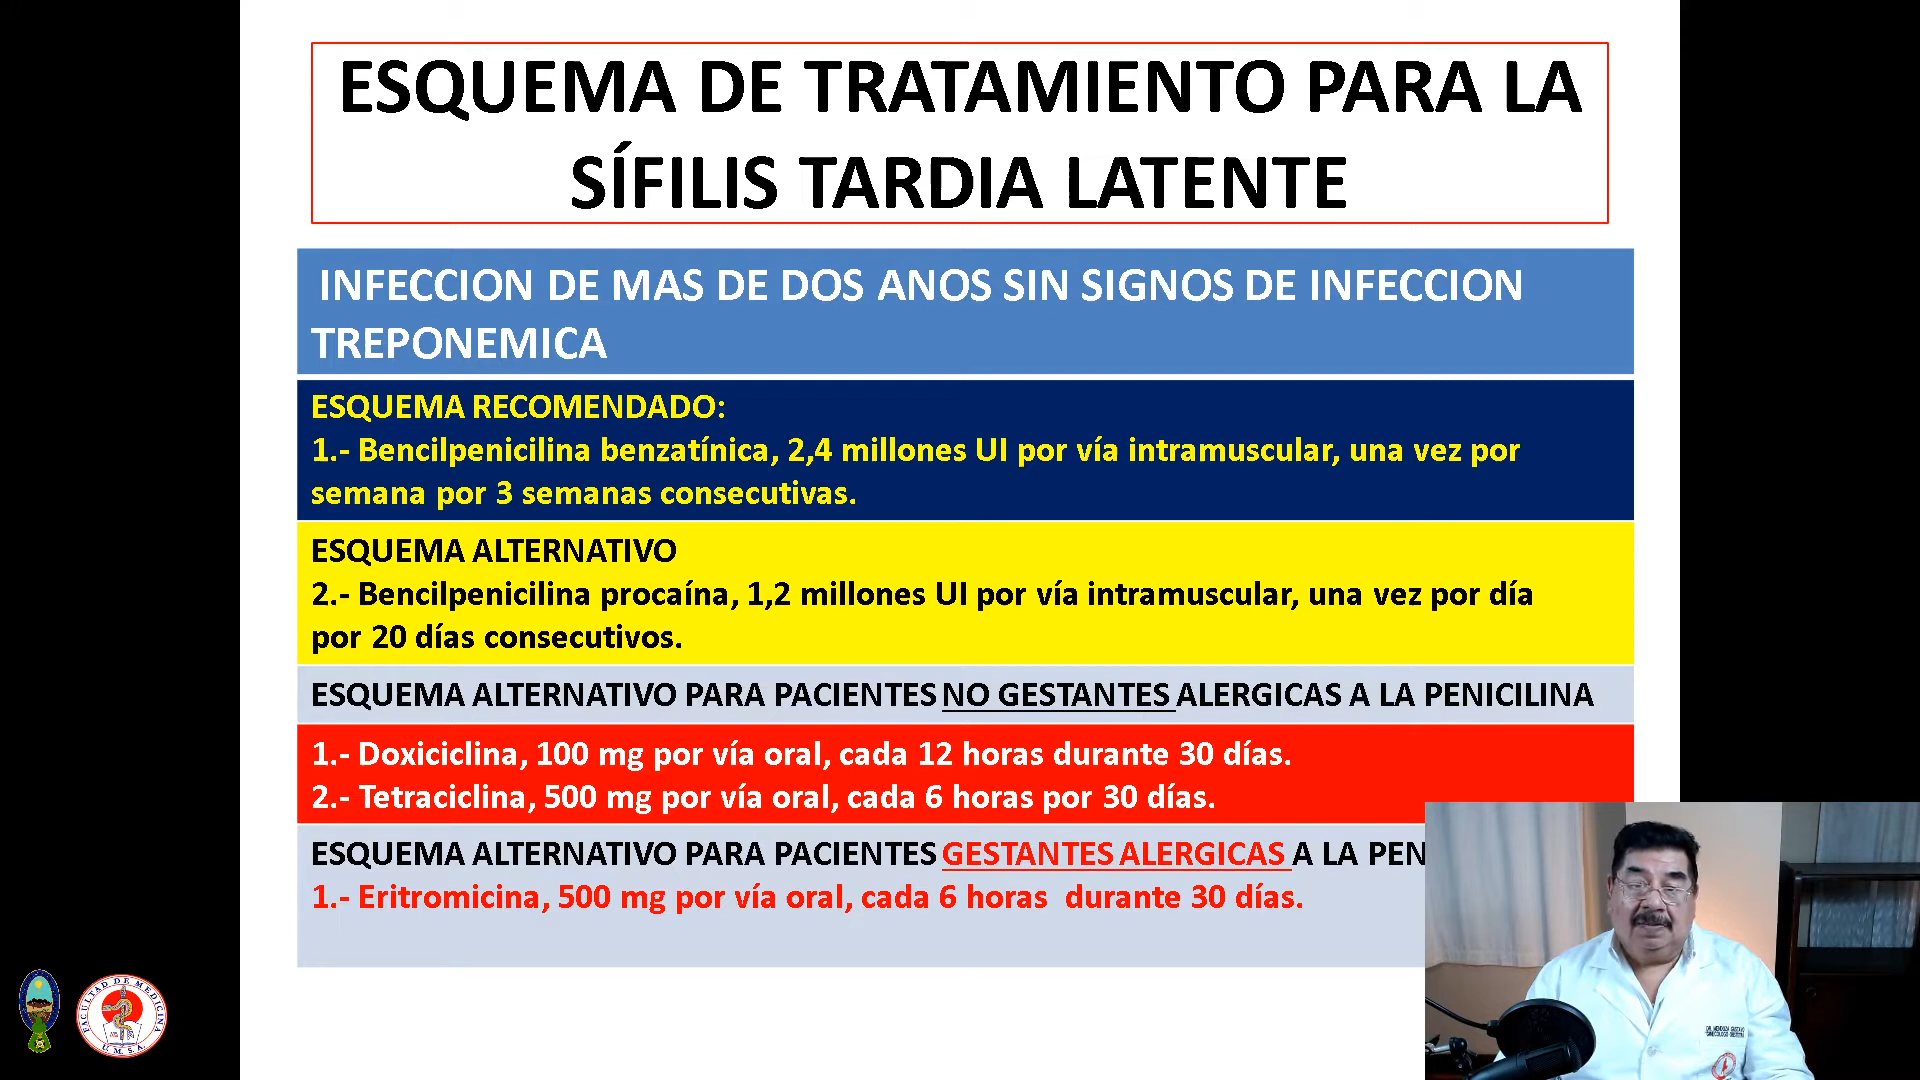 ESQUEMA DE TRATAMIENTO PARA LA
SÍFILIS TARDIA LATENTE
INFECCION DE MAS DE DOS ANOS SIN SIGNOS DE INFECCION
TREPONEMICA
ESQUEMA RECOMENDADO:
1.- Bencilpenicilina benzatínica, 2,4 millones UI por vía intramuscular, una vez por
semana por 3 semanas consecutivas.
ESQUEMA ALTERNATIVO
2.- Bencilpenicilina procaína, 1,2 millones UI por vía intramuscular, una vez por día
por 20 días consecutivos.
ESQUEMA ALTERNATIVO PARA PACIENTES NO GESTANTES ALERGICAS A LA PENICILINA
1.- Doxiciclina, 100 mg por vía oral, cada 12 horas durante 30 días.
2.- Tetraciclina, 500 mg por vía oral, cada 6 horas por 30 días.
ESQUEMA ALTERNATIVO PARA PACIENTES GESTANTES ALERGICAS A LA PEN
1.- Eritromicina, 500 mg por vía oral, cada 6 horas durante 30 días.
FACULTAD DE MEDICINA
U.M.S.A.
DR. MENDOZA GUSTAVO